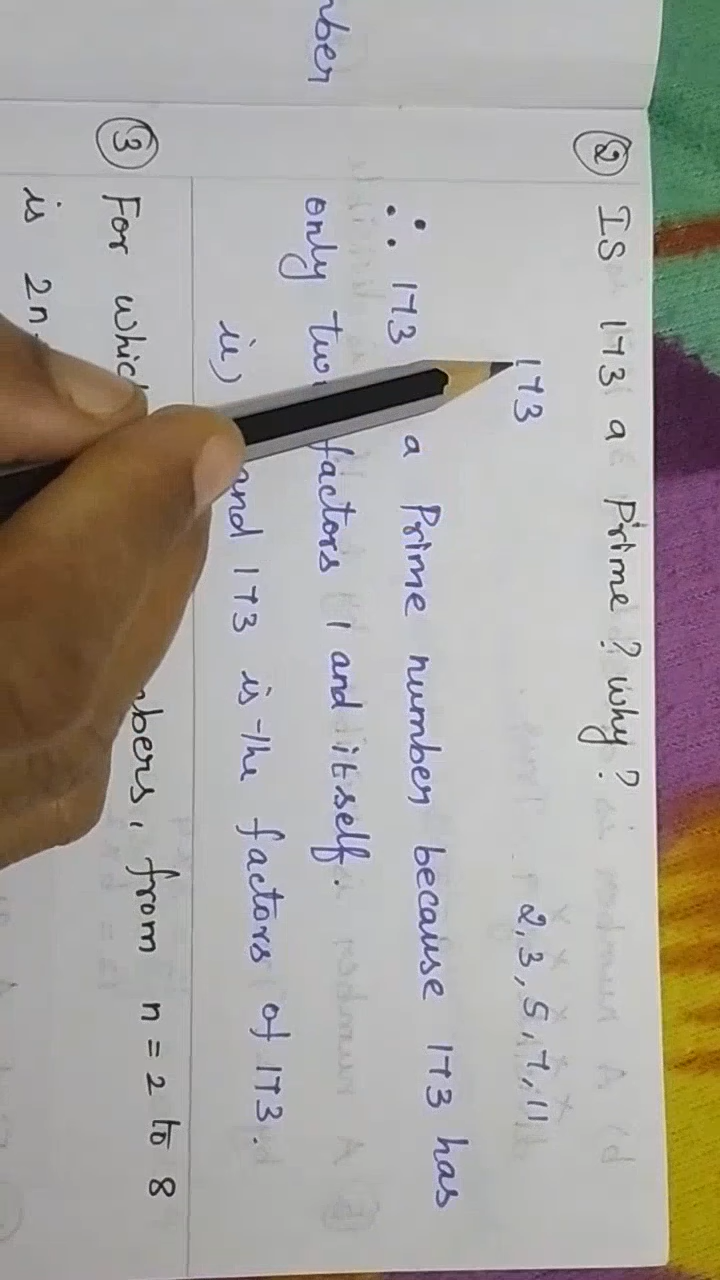 mber
② IS 173 a Prime? why?
173 2, 3, 5, 7, 11
∴ 173 a Prime number because 173 has
only two factors 1 and itself.
ie) and 173 is the factors of 173.
③ For which numbers, from n = 2 to 8
is 2n-